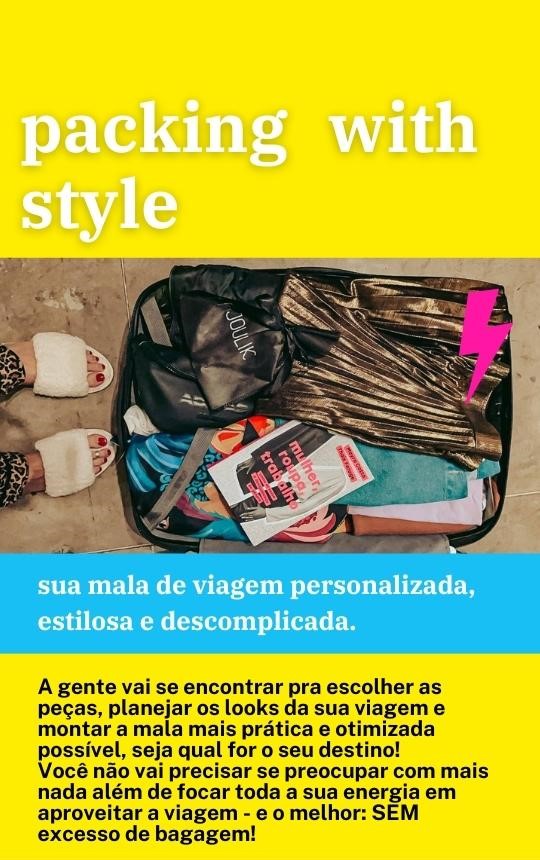 packing with
style
JOULIK
mulher,
roupa,
trabalho
sua mala de viagem personalizada,
estilosa e descomplicada.
A gente vai se encontrar pra escolher as
peças, planejar os looks da sua viagem e
montar a mala mais prática e otimizada
possível, seja qual for o seu destino!
Você não vai precisar se preocupar com mais
nada além de focar toda a sua energia em
aproveitar a viagem - e o melhor: SEM
excesso de bagagem!